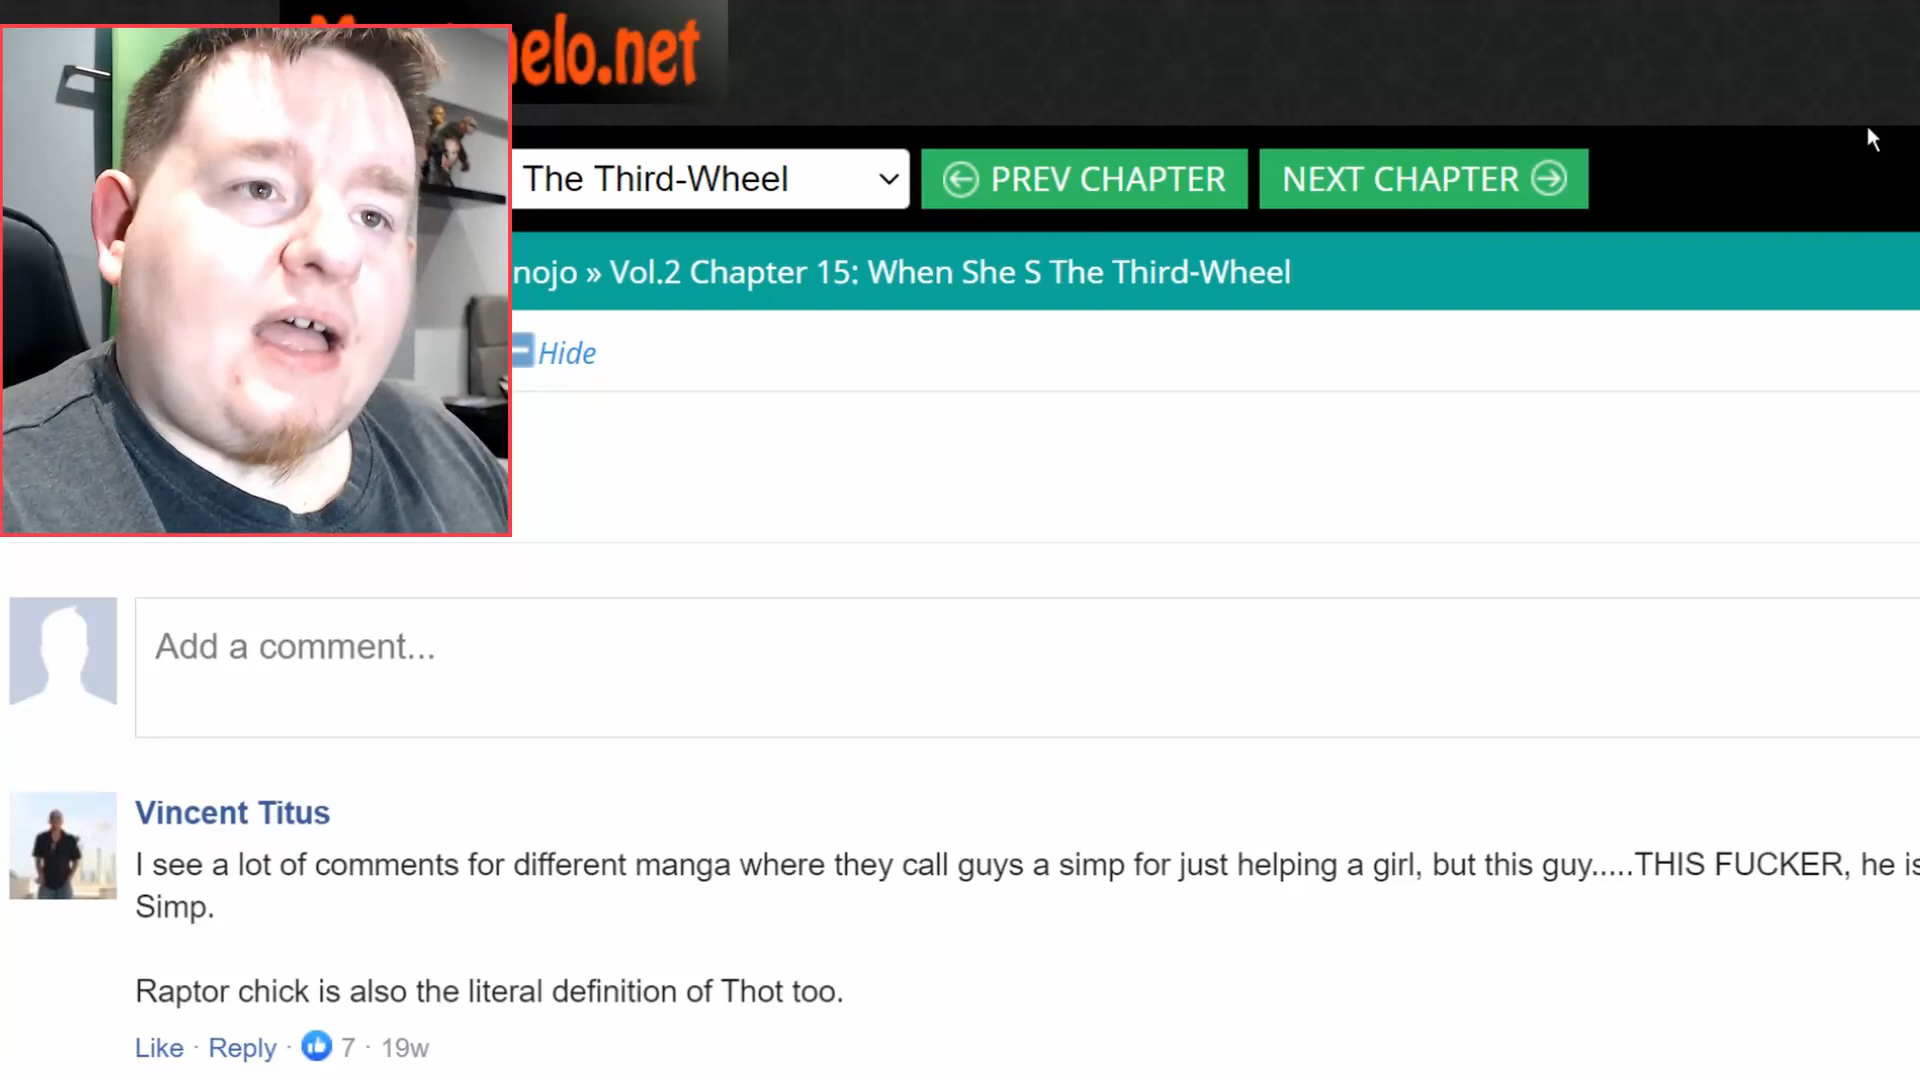 elo.net
The Third-Wheel
PREV CHAPTER
NEXT CHAPTER
nojo » Vol.2 Chapter 15: When She S The Third-Wheel
Hide
Add a comment...
Vincent Titus
I see a lot of comments for different manga where they call guys a simp for just helping a girl, but this guy.....THIS FUCKER, he is
Simp.
Raptor chick is also the literal definition of Thot too.
Like · Reply · 7 · 19w